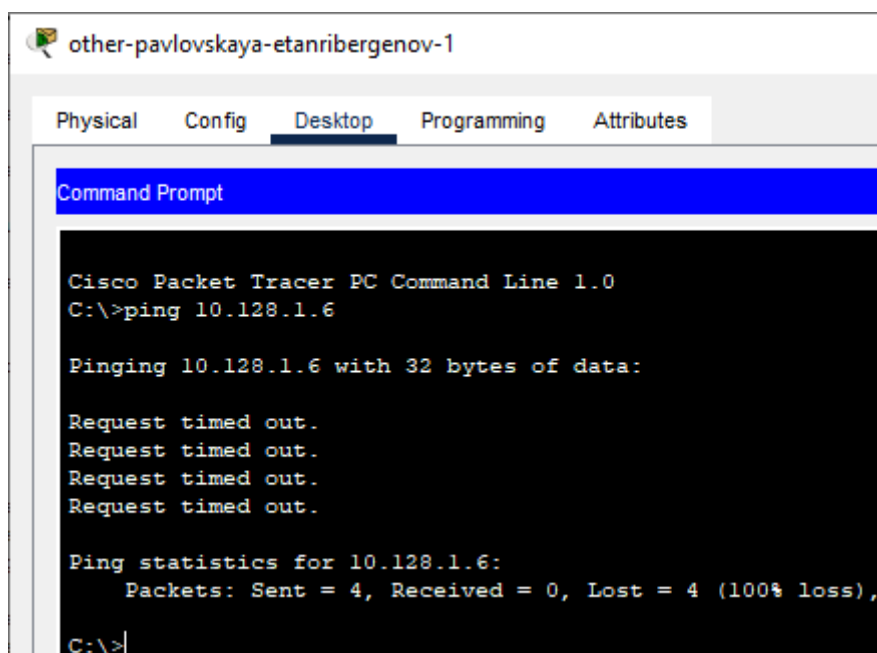 other-pavlovskaya-etanribergenov-1
Physical Config Desktop Programming Attributes
Command Prompt
Cisco Packet Tracer PC Command Line 1.0
C:\>ping 10.128.1.6
Pinging 10.128.1.6 with 32 bytes of data:
Request timed out.
Request timed out.
Request timed out.
Request timed out.
Ping statistics for 10.128.1.6:
    Packets: Sent = 4, Received = 0, Lost = 4 (100% loss),
C:\>